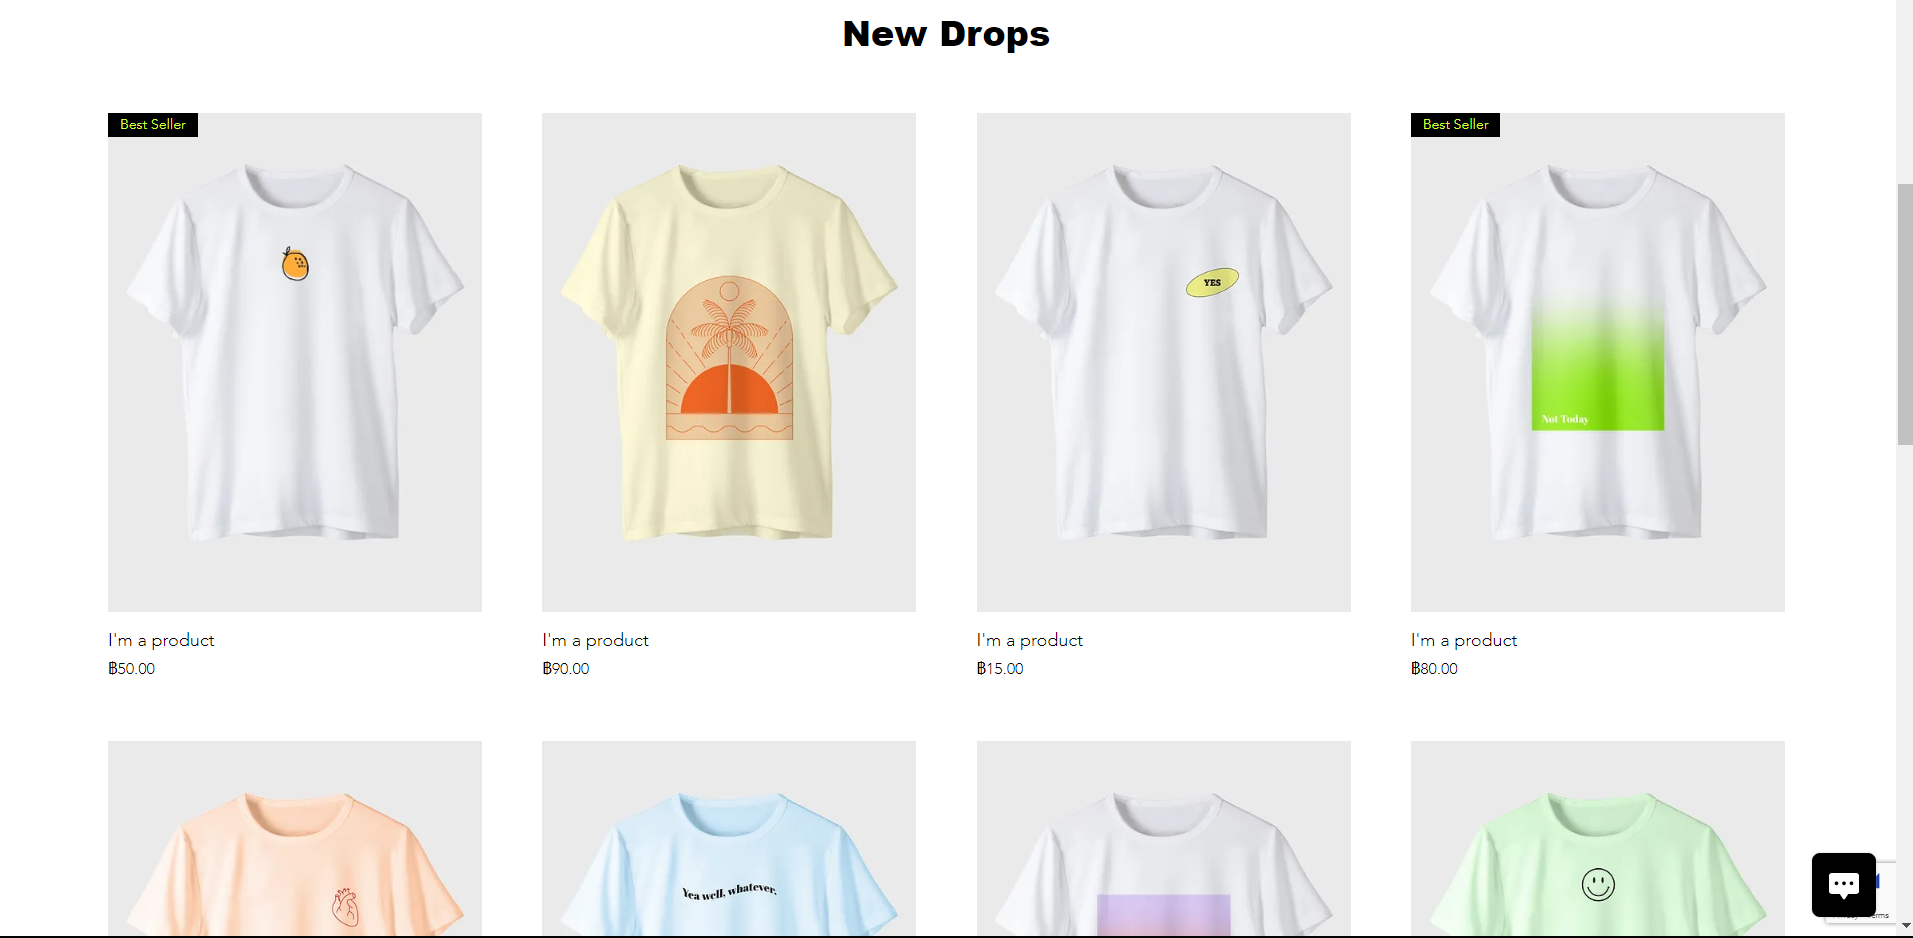 New Drops
Best Seller
Best Seller
YES
Not Today
I'm a product
฿50.00
I'm a product
฿90.00
I'm a product
฿15.00
I'm a product
฿80.00
Yea well, whatever.